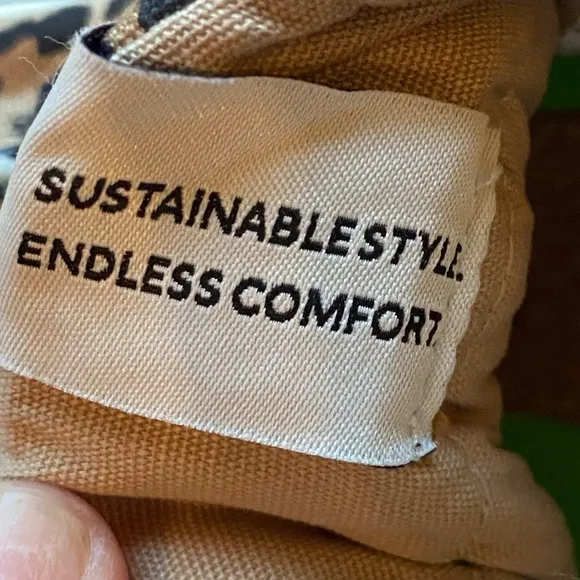 SUSTAINABLE STYLE.
ENDLESS COMFORT.